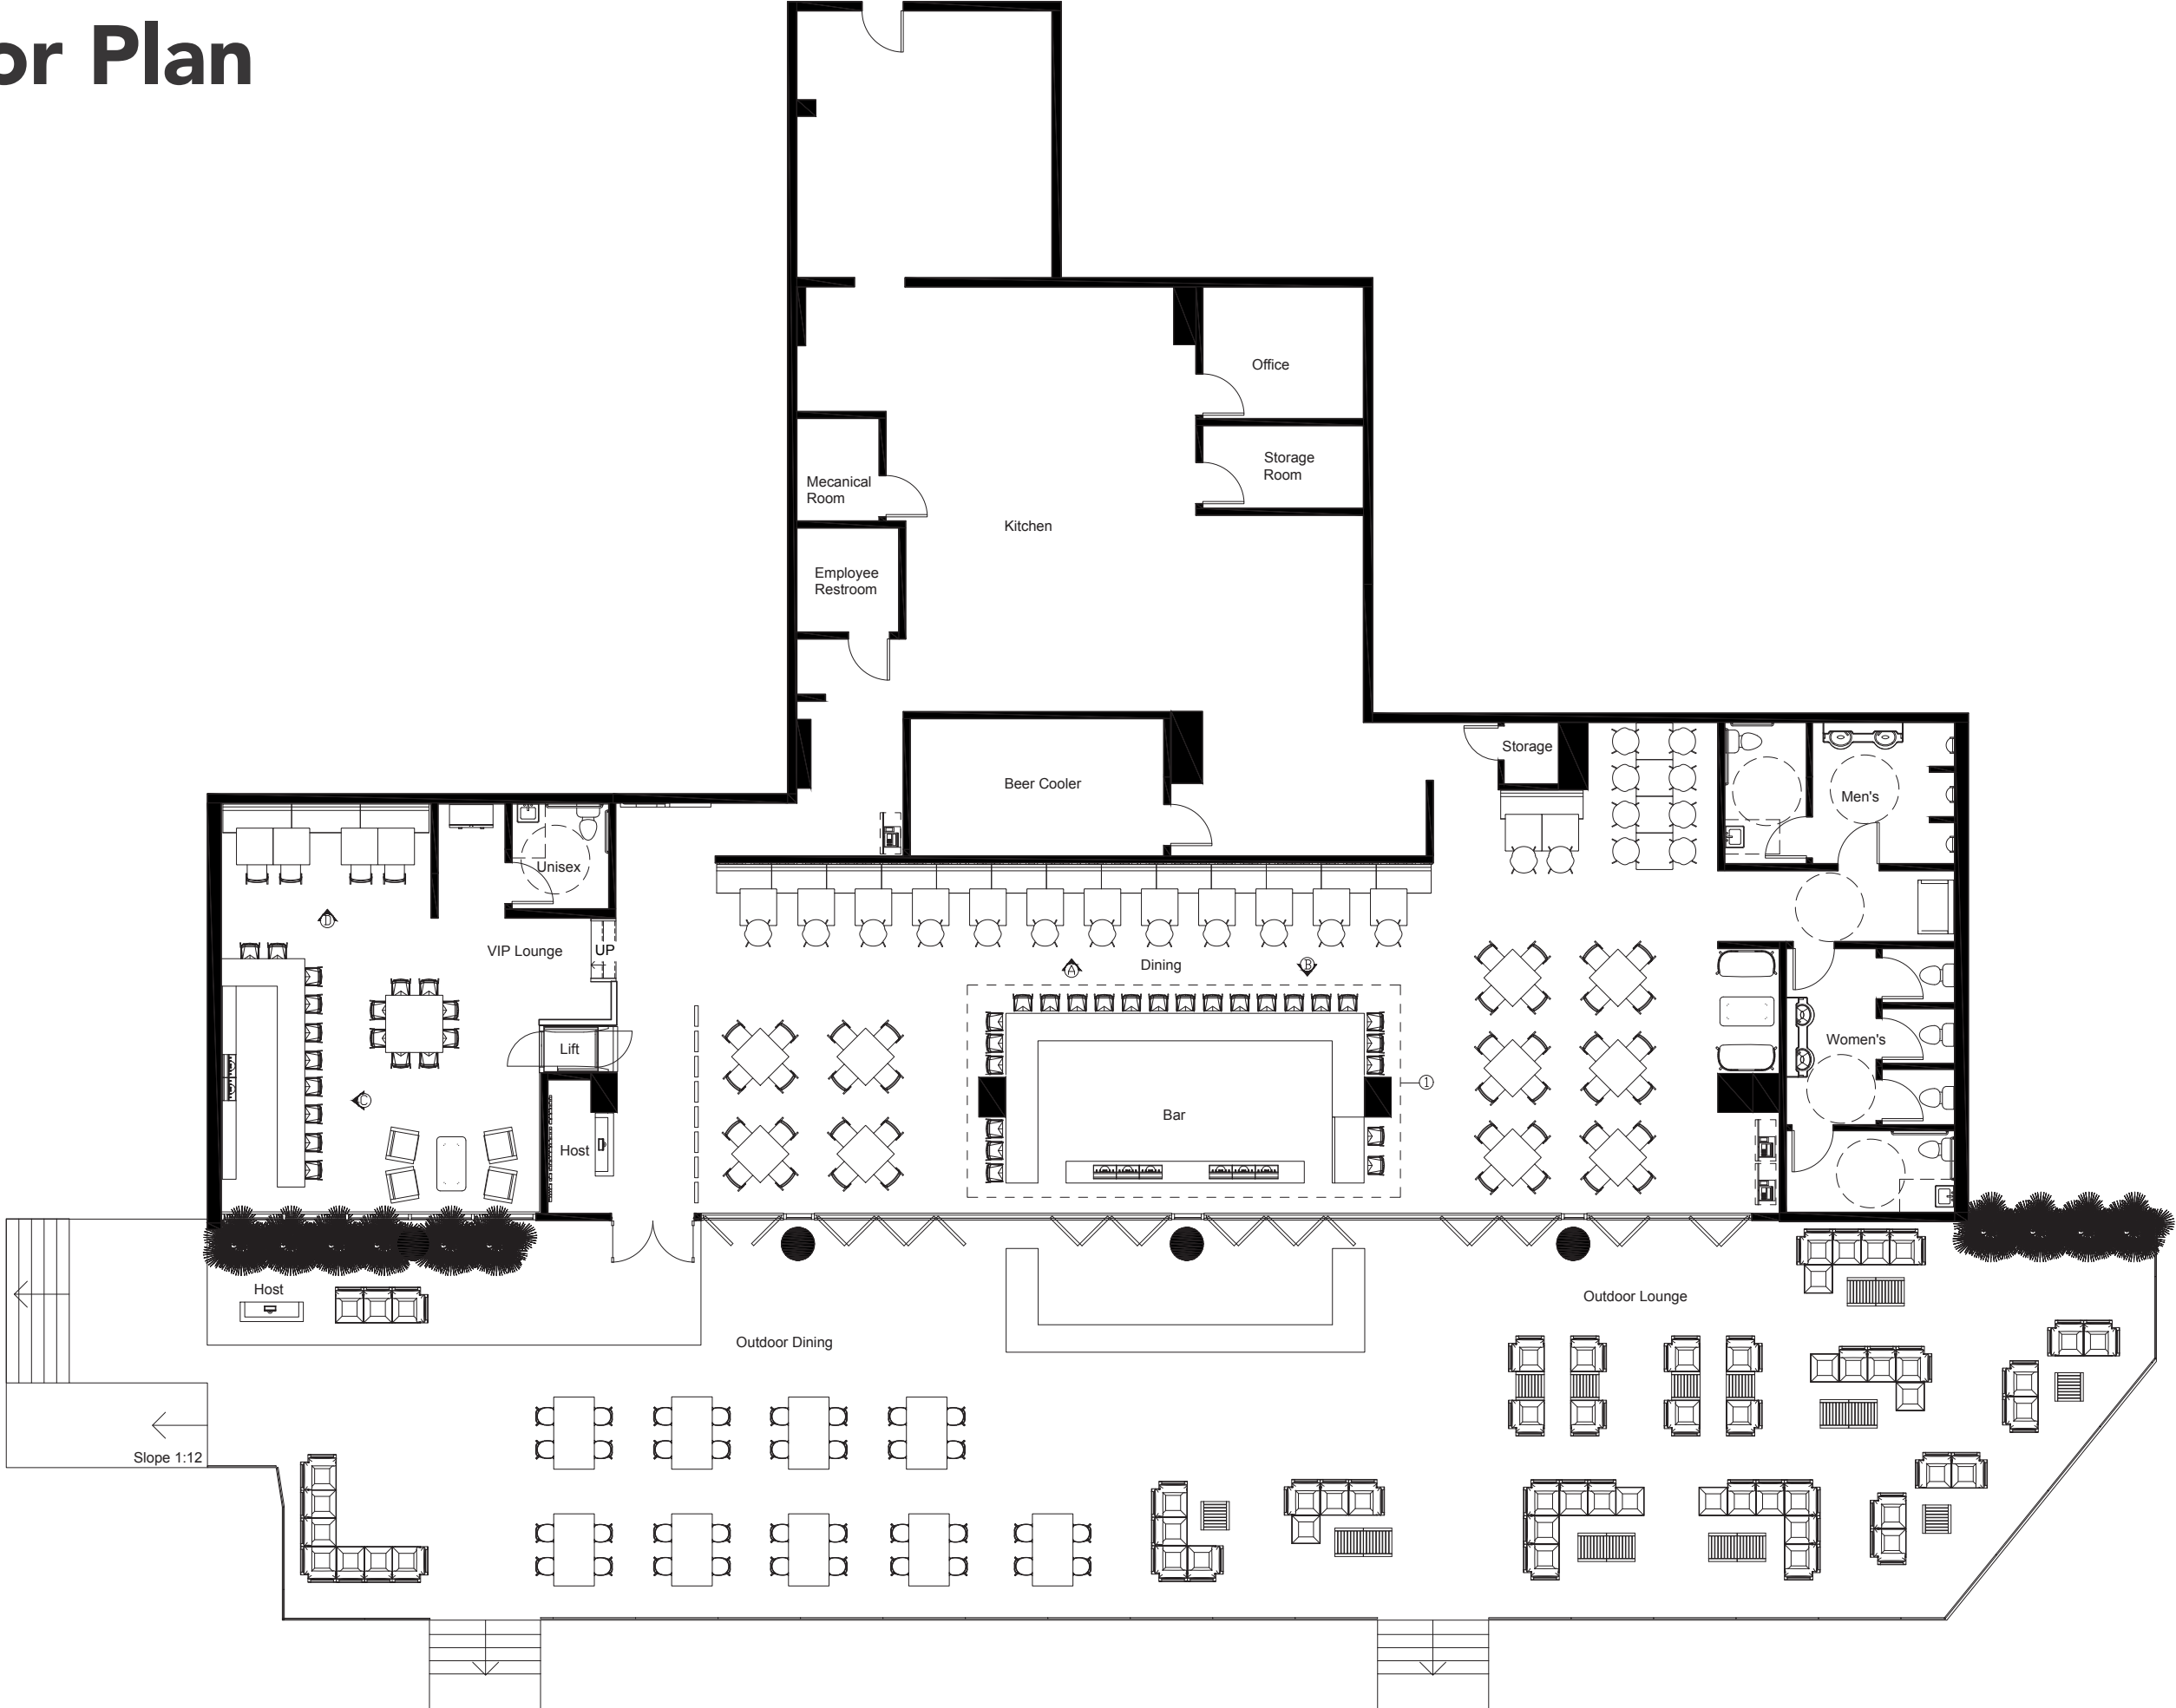 or Plan
Office
Storage
Room
Mecanical
Room
Kitchen
Employee
Restroom
Storage
Beer Cooler
Men's
Unisex
D
VIP Lounge
UP
A
Dining
B
Women's
Lift
1
C
Bar
Host
Host
Outdoor Lounge
Outdoor Dining
Slope 1:12